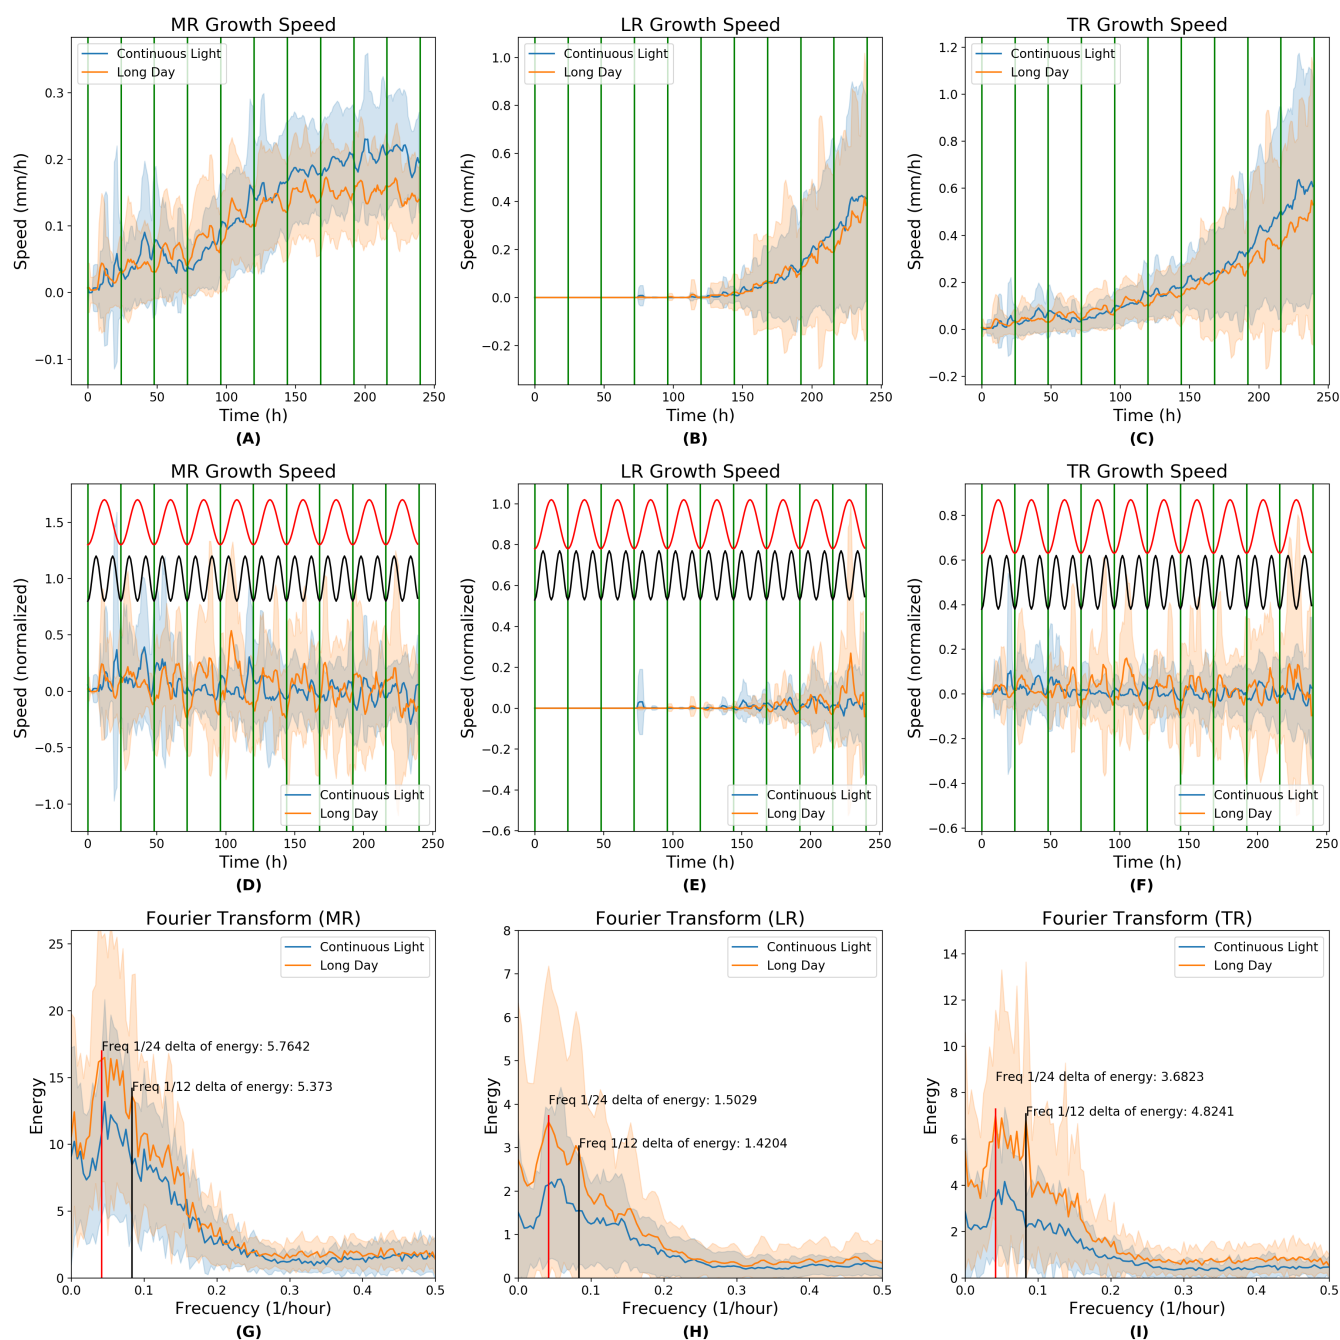 MR Growth Speed
Continuous Light
Long Day
Speed (mm/h)
0.3
0.2
0.1
0.0
−0.1
0 50 100 150 200 250
Time (h)
(A)
LR Growth Speed
Continuous Light
Long Day
Speed (mm/h)
1.0
0.8
0.6
0.4
0.2
0.0
−0.2
0 50 100 150 200 250
Time (h)
(B)
TR Growth Speed
Continuous Light
Long Day
Speed (mm/h)
1.2
1.0
0.8
0.6
0.4
0.2
0.0
−0.2
0 50 100 150 200 250
Time (h)
(C)
MR Growth Speed
Speed (normalized)
1.5
1.0
0.5
0.0
−0.5
−1.0
Continuous Light
Long Day
0 50 100 150 200 250
Time (h)
(D)
LR Growth Speed
Speed (normalized)
1.0
0.8
0.6
0.4
0.2
0.0
−0.2
−0.4
−0.6
Continuous Light
Long Day
0 50 100 150 200 250
Time (h)
(E)
TR Growth Speed
Speed (normalized)
0.8
0.6
0.4
0.2
0.0
−0.2
−0.4
−0.6
Continuous Light
Long Day
0 50 100 150 200 250
Time (h)
(F)
Fourier Transform (MR)
Continuous Light
Long Day
Energy
25
20
15
10
5
0
Freq 1/24 delta of energy: 5.7642
Freq 1/12 delta of energy: 5.373
0.0 0.1 0.2 0.3 0.4 0.5
Frecuency (1/hour)
(G)
Fourier Transform (LR)
Continuous Light
Long Day
Energy
8
7
6
5
4
3
2
1
0
Freq 1/24 delta of energy: 1.5029
Freq 1/12 delta of energy: 1.4204
0.0 0.1 0.2 0.3 0.4 0.5
Frecuency (1/hour)
(H)
Fourier Transform (TR)
Continuous Light
Long Day
Energy
14
12
10
8
6
4
2
0
Freq 1/24 delta of energy: 3.6823
Freq 1/12 delta of energy: 4.8241
0.0 0.1 0.2 0.3 0.4 0.5
Frecuency (1/hour)
(I)